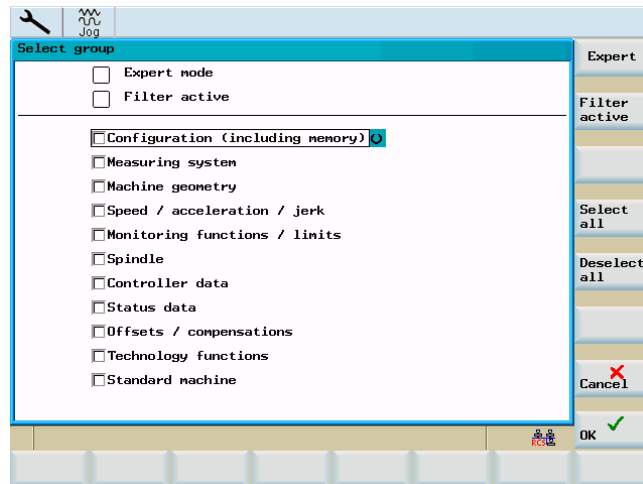 Jog
Select group
Expert mode
Filter active
Configuration (including memory)
Measuring system
Machine geometry
Speed / acceleration / jerk
Monitoring functions / limits
Spindle
Controller data
Status data
Offsets / compensations
Technology functions
Standard machine
Expert
Filter
active
Select
all
Deselect
all
Cancel
OK
RCS